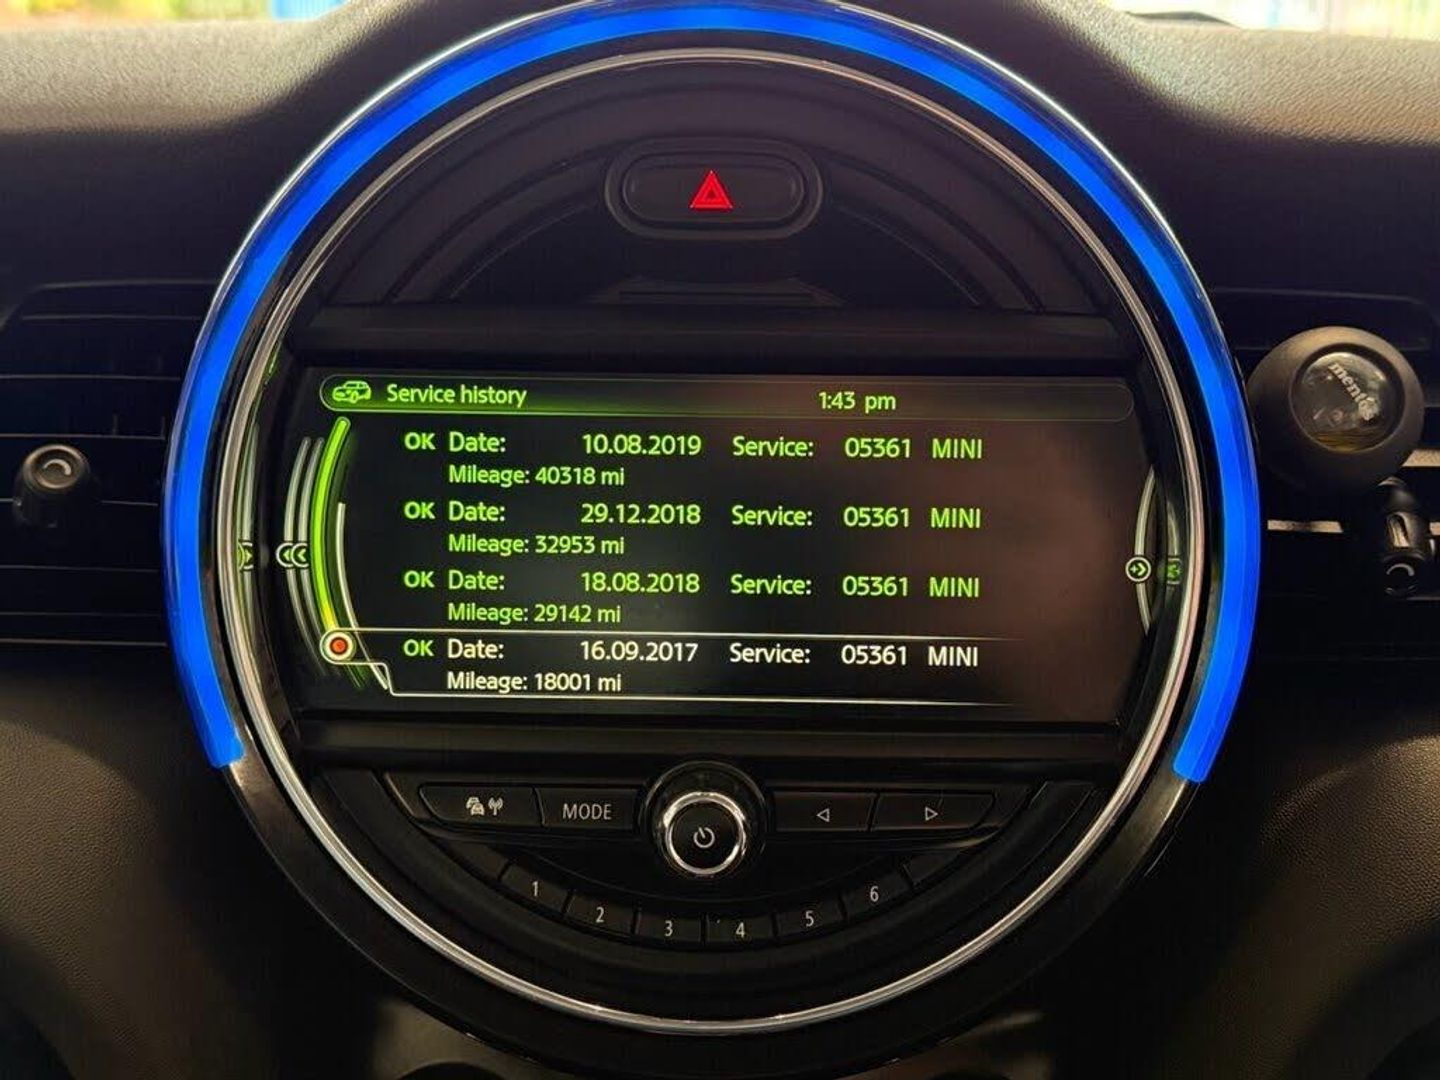 Service history 1:43 pm
OK Date: 10.08.2019 Service: 05361 MINI
Mileage: 40318 mi
OK Date: 29.12.2018 Service: 05361 MINI
Mileage: 32953 mi
OK Date: 18.08.2018 Service: 05361 MINI
Mileage: 29142 mi
OK Date: 16.09.2017 Service: 05361 MINI
Mileage: 18001 mi
mentos
MODE
1 2 3 4 5 6